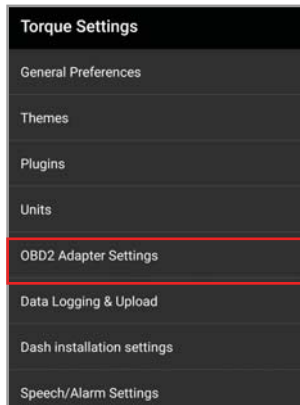 Torque Settings
General Preferences
Themes
Plugins
Units
OBD2 Adapter Settings
Data Logging & Upload
Dash installation settings
Speech/Alarm Settings